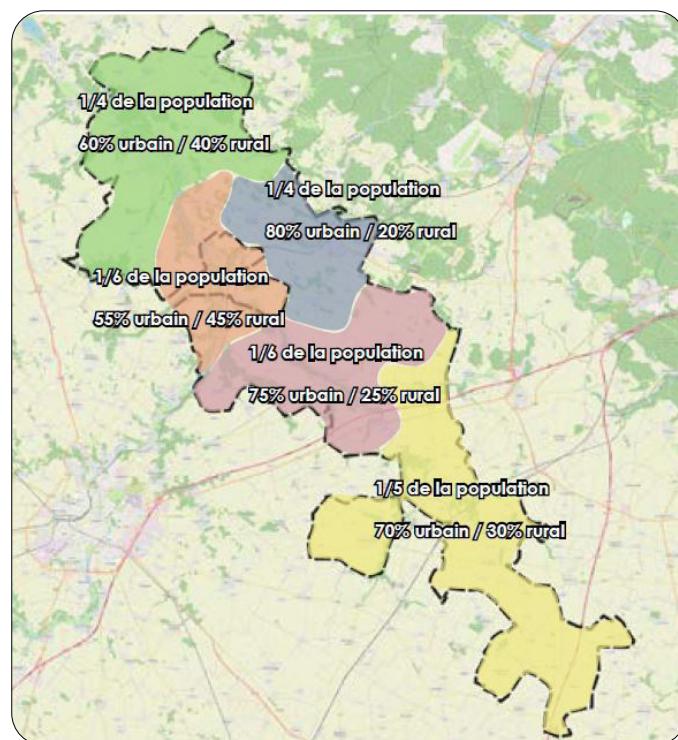 1/4 de la population
60% urbain / 40% rural
1/4 de la population
80% urbain / 20% rural
1/6 de la population
55% urbain / 45% rural
1/6 de la population
75% urbain / 25% rural
1/5 de la population
70% urbain / 30% rural